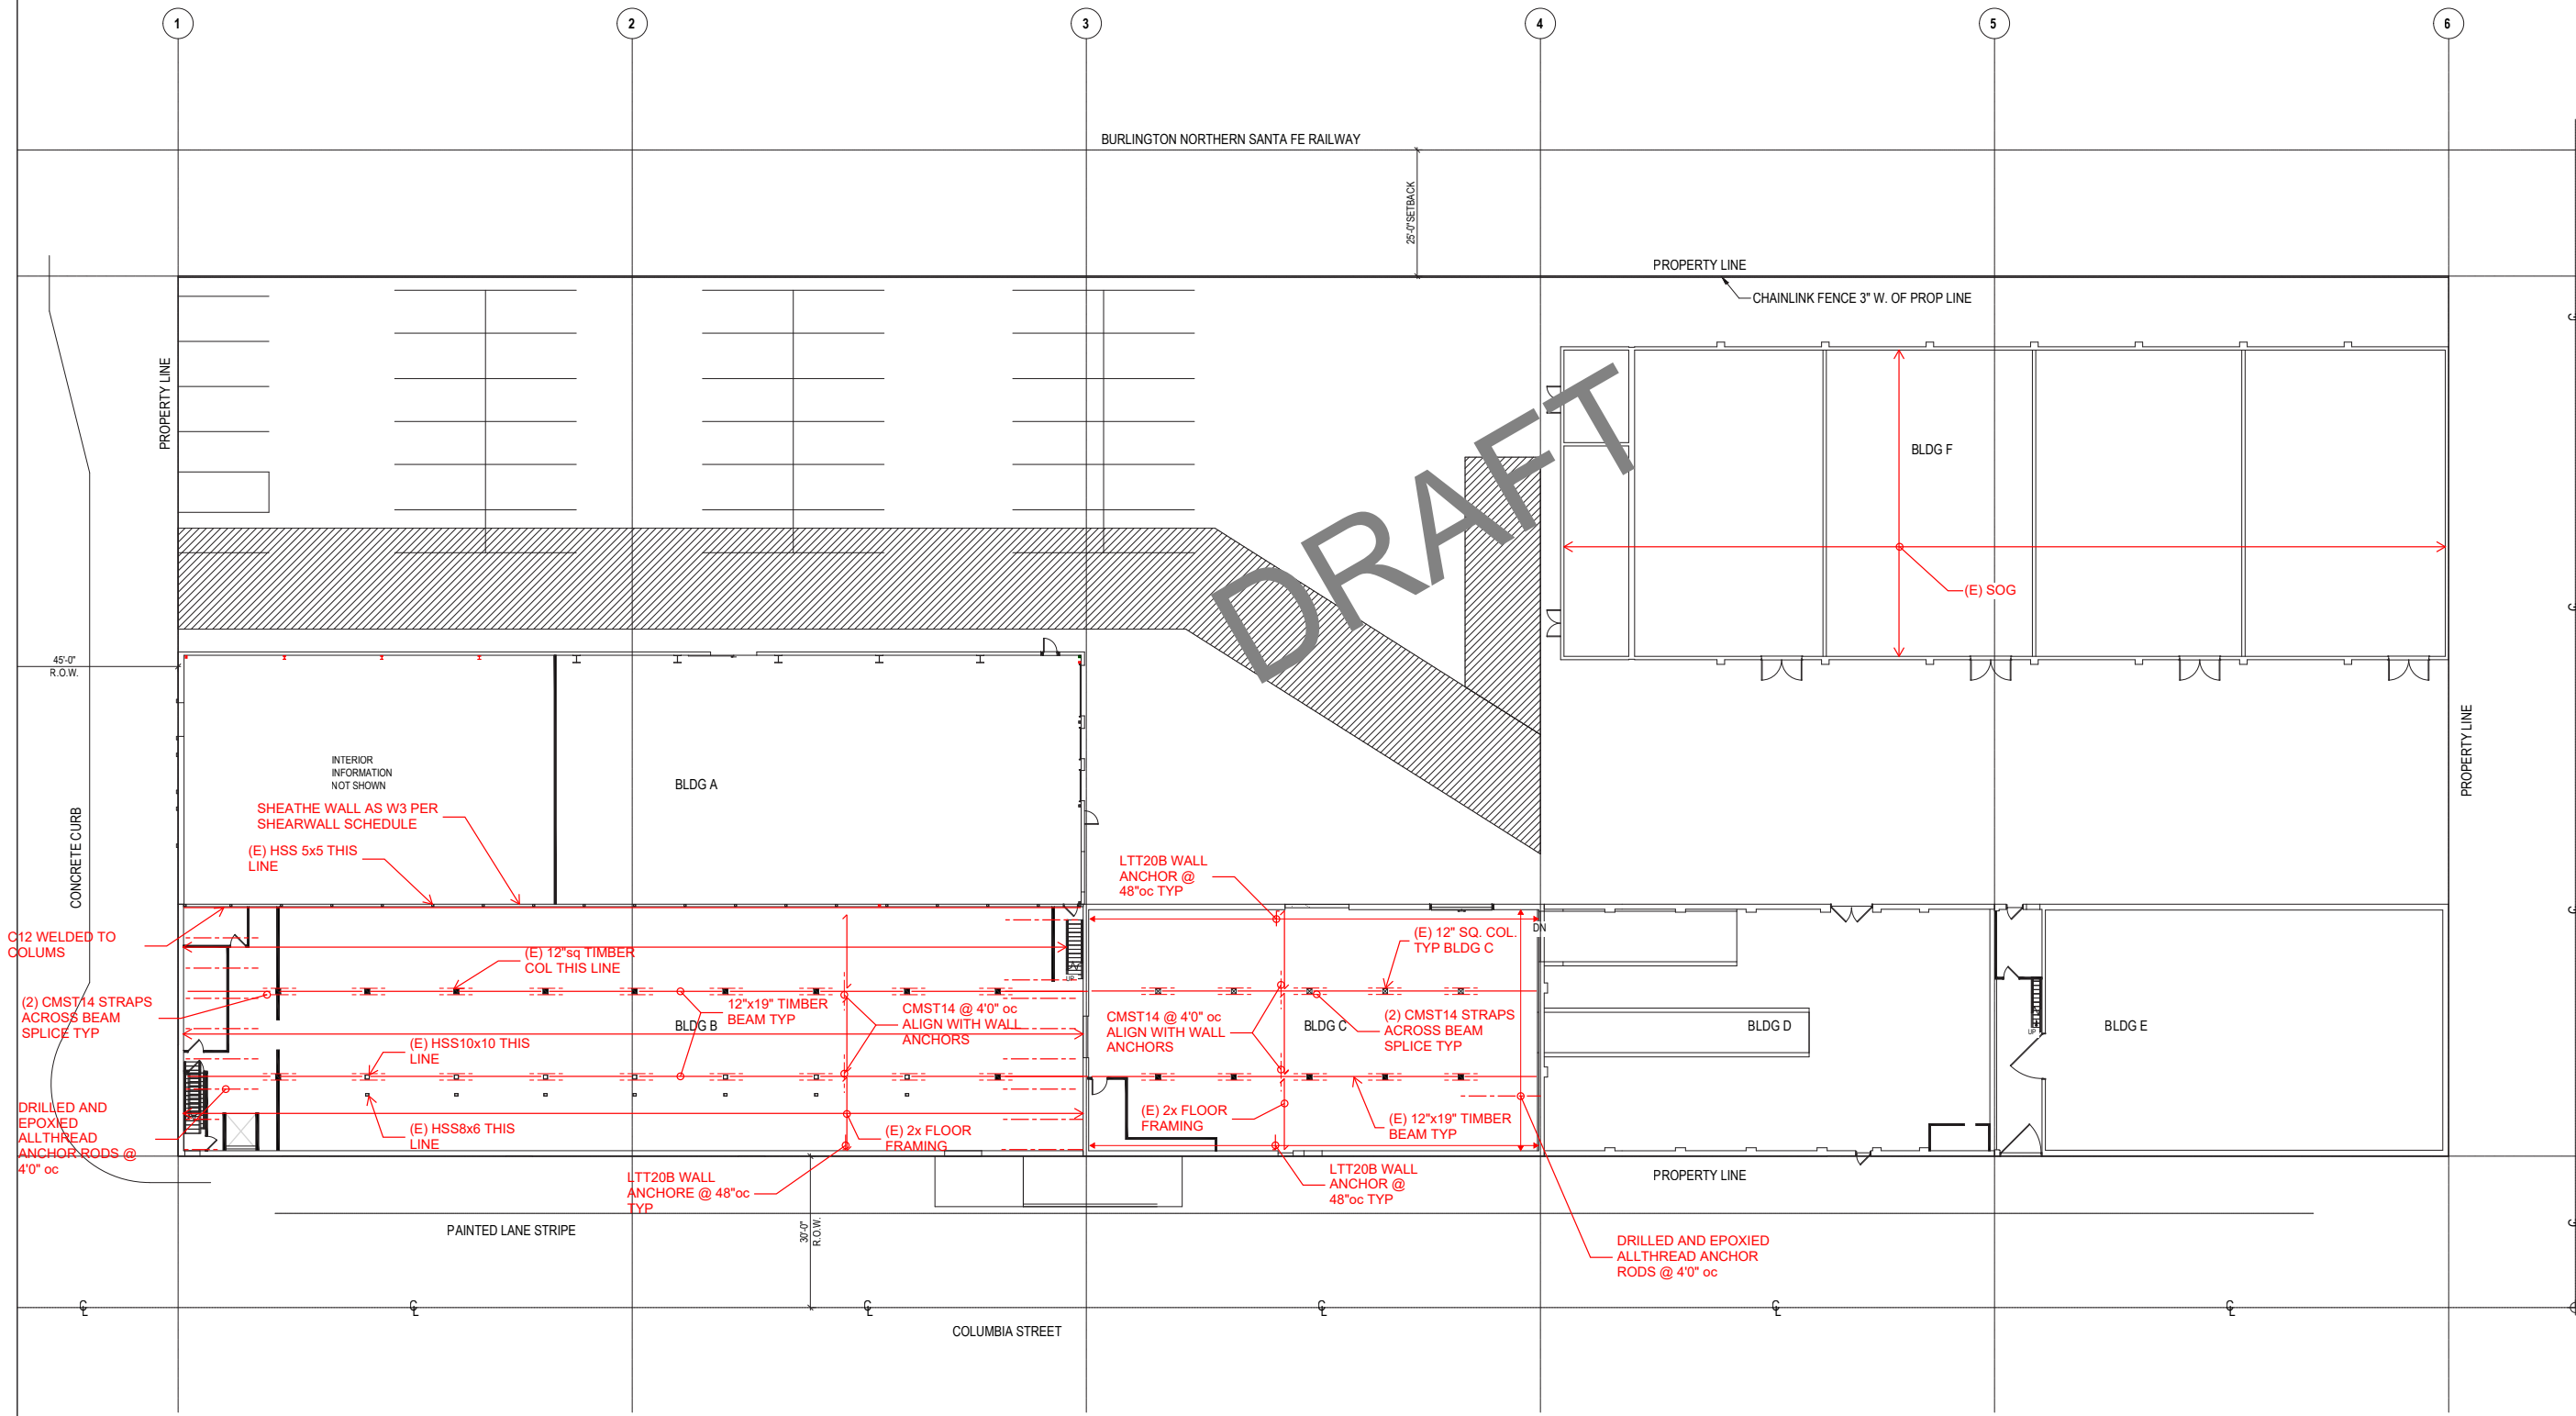 1
2
3
4
5
6
BURLINGTON NORTHERN SANTA FE RAILWAY
25'-0"SETBACK
PROPERTY LINE
CHAINLINK FENCE 3" W. OF PROP LINE
PROPERTY LINE
DRAFT
BLDG F
(E) SOG
45'-0"
R.O.W.
PROPERTY LINE
CONCRETE CURB
INTERIOR
INFORMATION
NOT SHOWN
BLDG A
SHEATHE WALL AS W3 PER
SHEARWALL SCHEDULE
(E) HSS 5x5 THIS
LINE
LTT20B WALL
ANCHOR @
48"oc TYP
C12 WELDED TO
COLUMS
(E) 12"sq TIMBER
COL THIS LINE
(E) 12" SQ. COL.
TYP BLDG C
DN
UP
(2) CMST14 STRAPS
ACROSS BEAM
SPLICE TYP
12"x19" TIMBER
BEAM TYP
BLDG B
CMST14 @ 4'0" oc
ALIGN WITH WALL
ANCHORS
CMST14 @ 4'0" oc
ALIGN WITH WALL
ANCHORS
BLDG C
(2) CMST14 STRAPS
ACROSS BEAM
SPLICE TYP
BLDG D
UP
BLDG E
(E) HSS10x10 THIS
LINE
DRILLED AND
EPOXIED
ALLTHREAD
ANCHOR RODS @
4'0" oc
(E) HSS8x6 THIS
LINE
(E) 2x FLOOR
FRAMING
(E) 2x FLOOR
FRAMING
(E) 12"x19" TIMBER
BEAM TYP
LTT20B WALL
ANCHORE @ 48"oc
TYP
LTT20B WALL
ANCHOR @
48"oc TYP
PROPERTY LINE
PAINTED LANE STRIPE
30'-0"
R.O.W.
DRILLED AND EPOXIED
ALLTHREAD ANCHOR
RODS @ 4'0" oc
COLUMBIA STREET